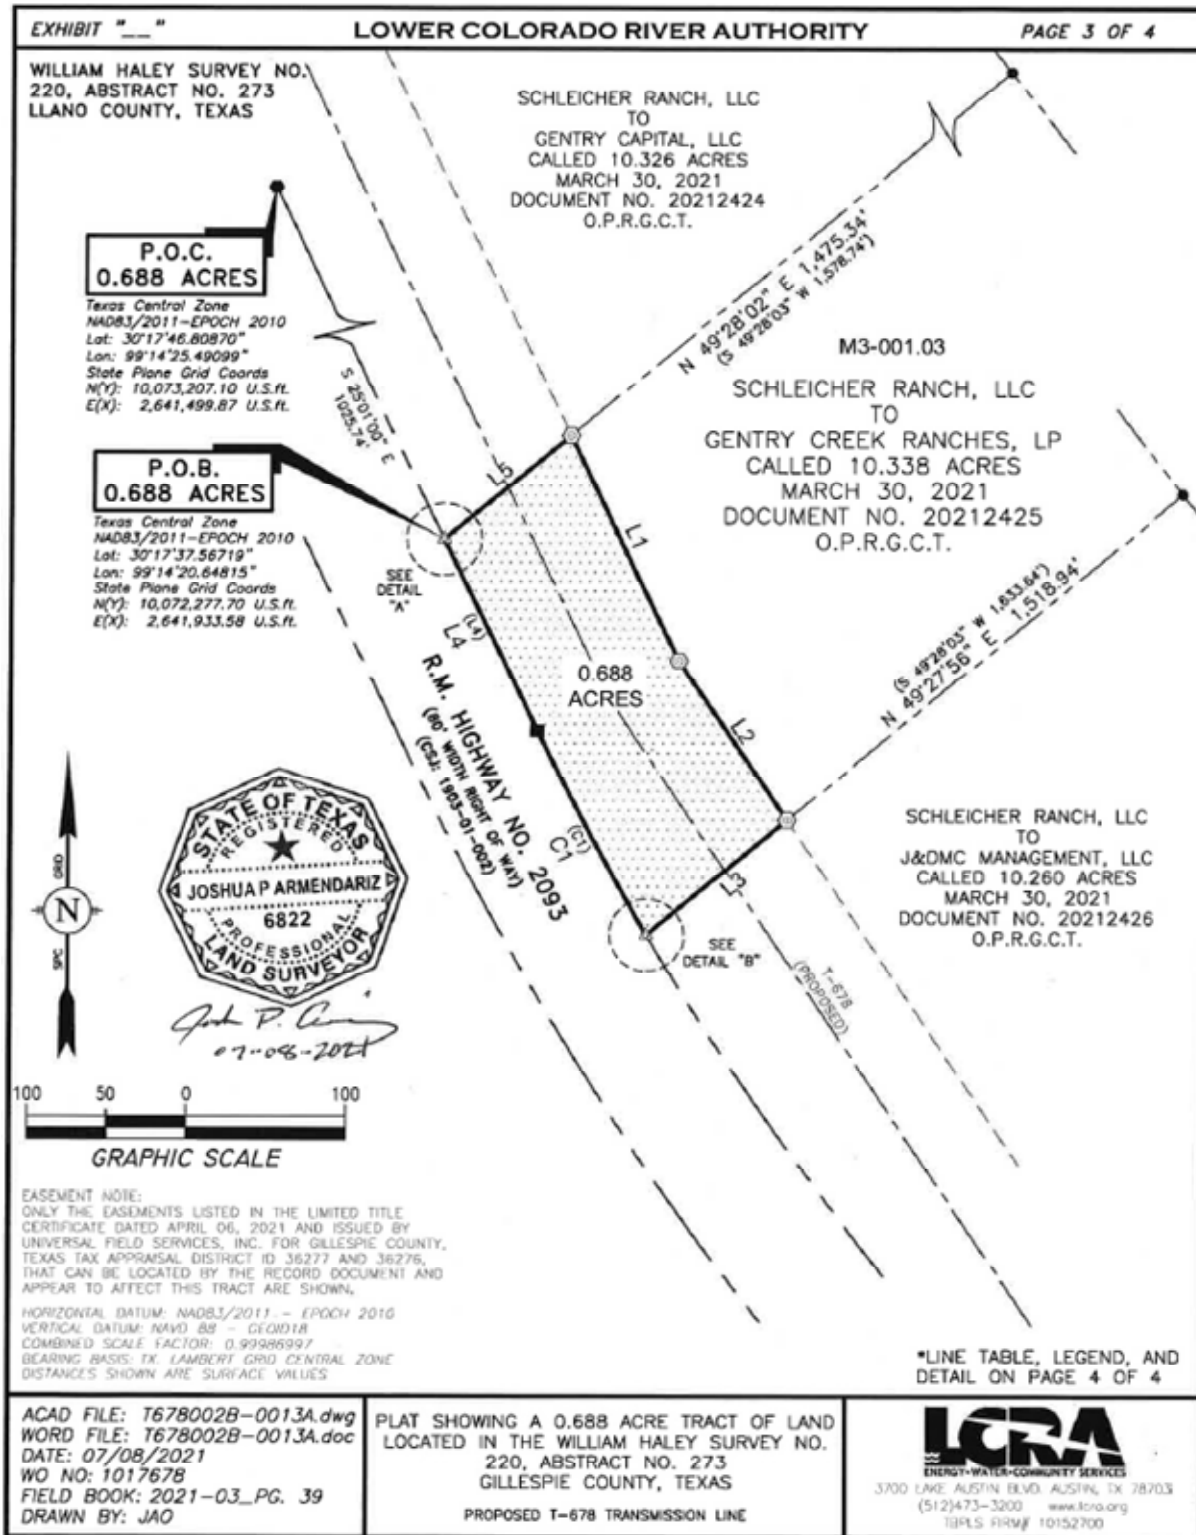 EXHIBIT "__"
LOWER COLORADO RIVER AUTHORITY
PAGE 3 OF 4
WILLIAM HALEY SURVEY NO.
220, ABSTRACT NO. 273
LLANO COUNTY, TEXAS
SCHLEICHER RANCH, LLC
TO
GENTRY CAPITAL, LLC
CALLED 10.326 ACRES
MARCH 30, 2021
DOCUMENT NO. 20212424
O.P.R.G.C.T.
P.O.C.
0.688 ACRES
Texas Central Zone
NAD83/2011-EPOCH 2010
Lat: 30°17'46.80870"
Lon: 99°14'25.49099"
State Plane Grid Coords
N(Y): 10,073,207.10 U.S.ft.
E(X): 2,641,499.87 U.S.ft.
S 25°01'00" E
1025.74'
N 49°28'02" E 1,475.34'
(S 49°28'03" W 1,578.74')
M3-001.03
SCHLEICHER RANCH, LLC
TO
GENTRY CREEK RANCHES, LP
CALLED 10.338 ACRES
MARCH 30, 2021
DOCUMENT NO. 20212425
O.P.R.G.C.T.
P.O.B.
0.688 ACRES
Texas Central Zone
NAD83/2011-EPOCH 2010
Lat: 30°17'37.56719"
Lon: 99°14'20.64815"
State Plane Grid Coords
N(Y): 10,072,277.70 U.S.ft.
E(X): 2,641,933.58 U.S.ft.
L5
L1
SEE
DETAIL
"A"
(L4)
L4
0.688
ACRES
L2
(S 49°28'03" W 1,633.64')
N 49°27'56" E 1,518.94'
R.M. HIGHWAY NO. 2093
(80' WIDTH RIGHT OF WAY)
(CSJ: 1903-01-002)
(C1)
C1
L3
SEE
DETAIL "B"
T-678
(PROPOSED)
SCHLEICHER RANCH, LLC
TO
J&DMC MANAGEMENT, LLC
CALLED 10.260 ACRES
MARCH 30, 2021
DOCUMENT NO. 20212426
O.P.R.G.C.T.
GRID
N
SPC
STATE OF TEXAS
REGISTERED
JOSHUA P ARMENDARIZ
6822
PROFESSIONAL
LAND SURVEYOR
07-08-2021
100 50 0 100
GRAPHIC SCALE
EASEMENT NOTE:
ONLY THE EASEMENTS LISTED IN THE LIMITED TITLE
CERTIFICATE DATED APRIL 06, 2021 AND ISSUED BY
UNIVERSAL FIELD SERVICES, INC. FOR GILLESPIE COUNTY,
TEXAS TAX APPRAISAL DISTRICT ID 36277 AND 36276,
THAT CAN BE LOCATED BY THE RECORD DOCUMENT AND
APPEAR TO AFFECT THIS TRACT ARE SHOWN.
HORIZONTAL DATUM: NAD83/2011 - EPOCH 2010
VERTICAL DATUM: NAVD 88 - GEOID18
COMBINED SCALE FACTOR: 0.99986997
BEARING BASIS: TX. LAMBERT GRID CENTRAL ZONE
DISTANCES SHOWN ARE SURFACE VALUES
*LINE TABLE, LEGEND, AND
DETAIL ON PAGE 4 OF 4
ACAD FILE: T678002B-0013A.dwg
WORD FILE: T678002B-0013A.doc
DATE: 07/08/2021
WO NO: 1017678
FIELD BOOK: 2021-03_PG. 39
DRAWN BY: JAO
PLAT SHOWING A 0.688 ACRE TRACT OF LAND
LOCATED IN THE WILLIAM HALEY SURVEY NO.
220, ABSTRACT NO. 273
GILLESPIE COUNTY, TEXAS
PROPOSED T-678 TRANSMISSION LINE
LCRA
ENERGY•WATER•COMMUNITY SERVICES
3700 LAKE AUSTIN BLVD. AUSTIN, TX 78703
(512)473-3200 www.lcra.org
TBPLS FIRM# 10152700